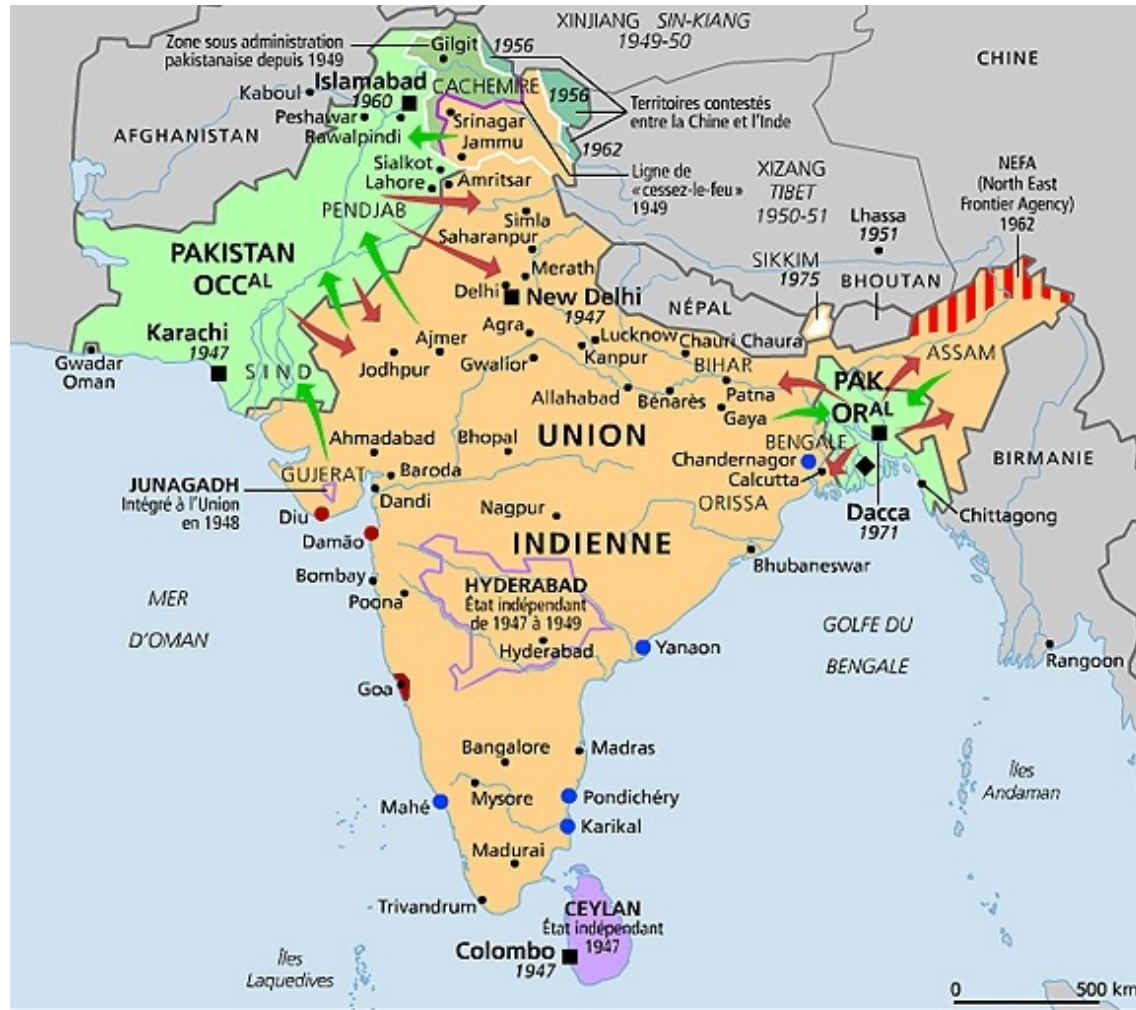 XINJIANG SIN-KIANG
1949-50
CHINE
Zone sous administration
pakistanaise depuis 1949
Gilgit
1956
CACHEMIRE
1956
Territoires contestés
entre la Chine et l'Inde
Islamabad
1960
Kaboul
Peshawar
Rawalpindi
AFGHANISTAN
Srinagar
Jammu
1962
Ligne de
« cessez-le-feu »
1949
XIZANG
TIBET
1950-51
NEFA
(North East
Frontier Agency)
1962
Sialkot
Lahore
Amritsar
PENDJAB
Simla
Saharanpur
Lhassa
1951
PAKISTAN
OCCAL
Merath
Delhi
New Delhi
1947
SIKKIM
1975
BHOUTAN
NÉPAL
Karachi
1947
Gwadar
Oman
SIND
Ajmer
Jodhpur
Agra
Gwalior
Lucknow
Kanpur
Chauri Chaura
BIHAR
Patna
Allahabad
Bénarès
Gaya
ASSAM
PAK.
ORAL
BENGALE
Chandernagor
Calcutta
BIRMANIE
Ahmadabad
Bhopal
UNION
GUJERAT
Baroda
Dandi
JUNAGADH
Intégré à l'Union
en 1948
Diu
Damão
Nagpur
ORISSA
Dacca
1971
Chittagong
INDIENNE
Bhubaneswar
Bombay
Poona
HYDERABAD
État indépendant
de 1947 à 1949
Hyderabad
MER
D'OMAN
GOLFE DU
BENGALE
Yanaon
Rangoon
Goa
Bangalore
Madras
Mysore
Mahé
Pondichéry
Karikal
Îles
Andaman
Madurai
Trivandrum
CEYLAN
État indépendant
1947
Colombo
1947
Îles
Laquedives
0 500 km